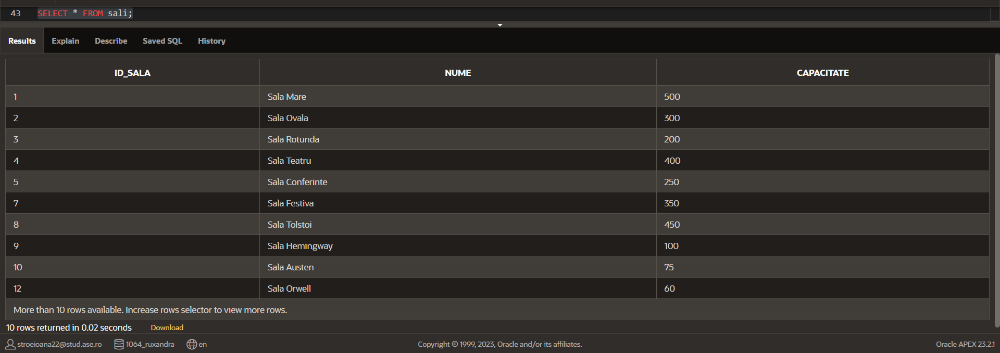 43 SELECT * FROM sali;
Results Explain Describe Saved SQL History
ID_SALA NUME CAPACITATE
1 Sala Mare 500
2 Sala Ovala 300
3 Sala Rotunda 200
4 Sala Teatru 400
5 Sala Conferinte 250
7 Sala Festiva 350
8 Sala Tolstoi 450
9 Sala Hemingway 100
10 Sala Austen 75
12 Sala Orwell 60
More than 10 rows available. Increase rows selector to view more rows.
10 rows returned in 0.02 seconds Download
stroeioana22@stud.ase.ro 1064_ruxandra en Copyright © 1999, 2023, Oracle and/or its affiliates. Oracle APEX 23.2.1